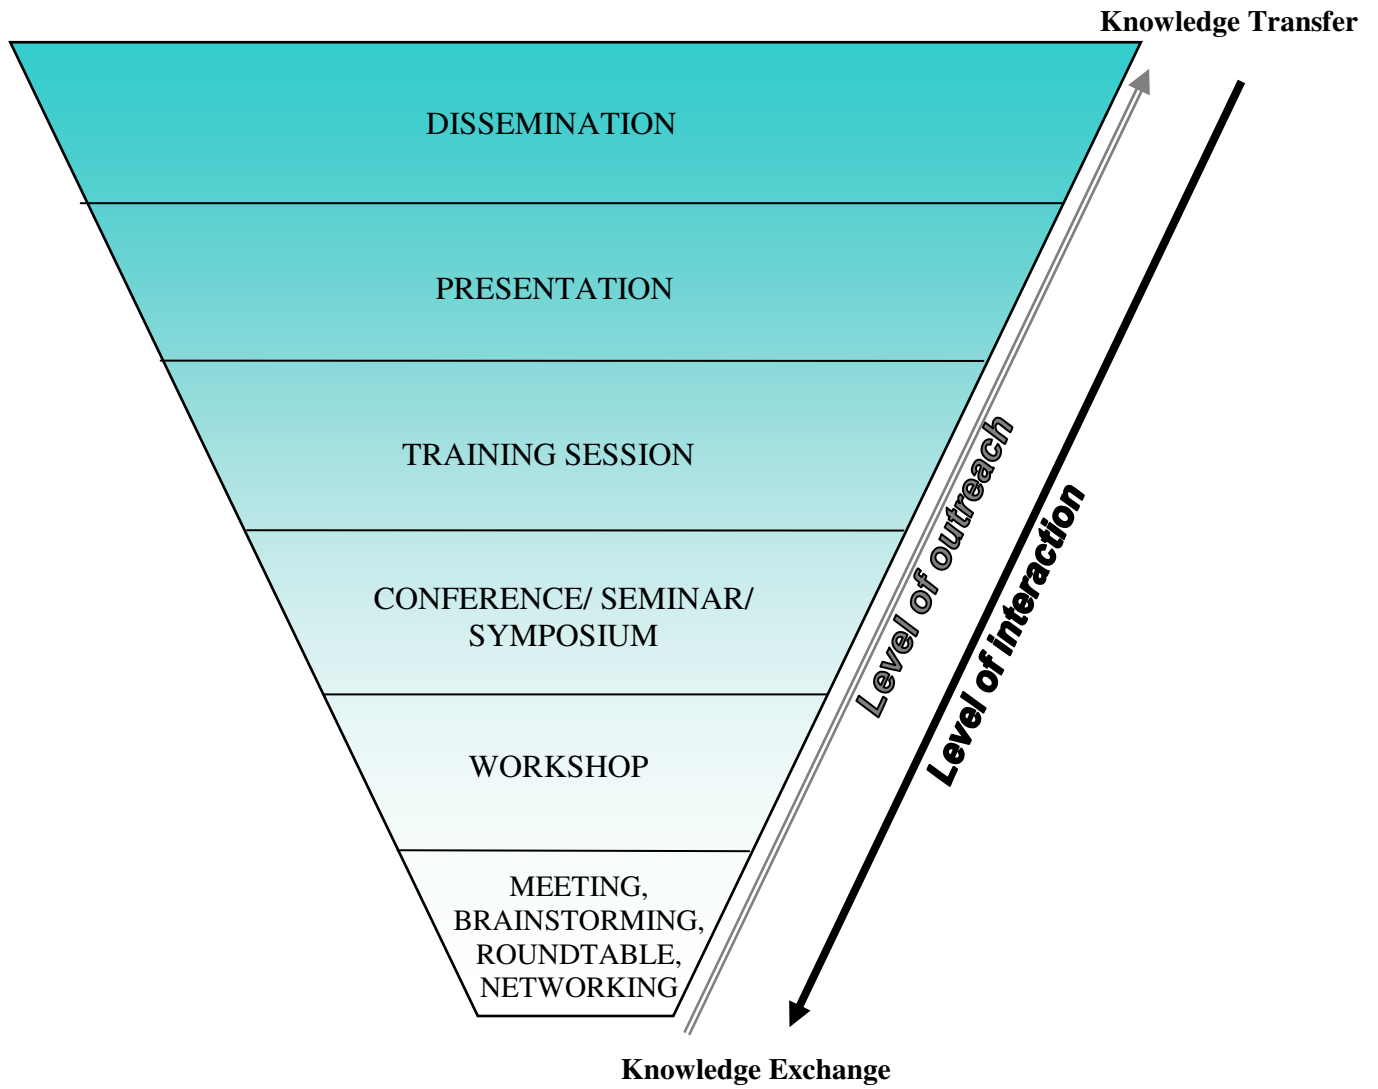 Knowledge Transfer
DISSEMINATION
PRESENTATION
TRAINING SESSION
CONFERENCE/ SEMINAR/
SYMPOSIUM
WORKSHOP
MEETING,
BRAINSTORMING,
ROUNDTABLE,
NETWORKING
Level of outreach
Level of interaction
Knowledge Exchange